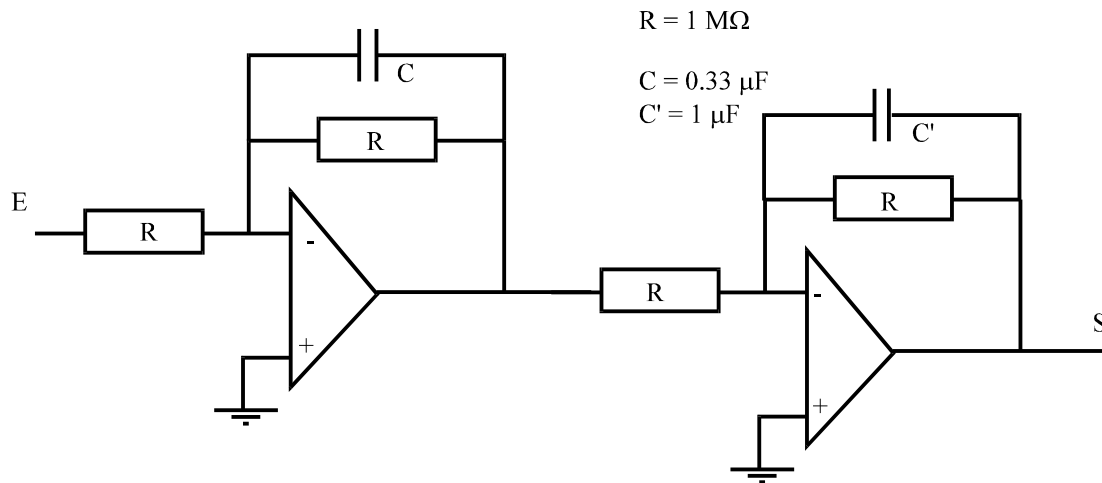 R = 1 MΩ
C = 0.33 μF
C' = 1 μF
C
R
C'
R
E
R
-
+
R
-
+
S